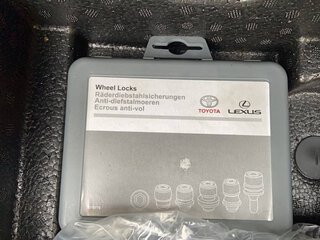 Wheel Locks
Räderdiebstahlsicherungen
Anti-diefstalmoeren
Ecrous anti-vol
TOYOTA
LEXUS